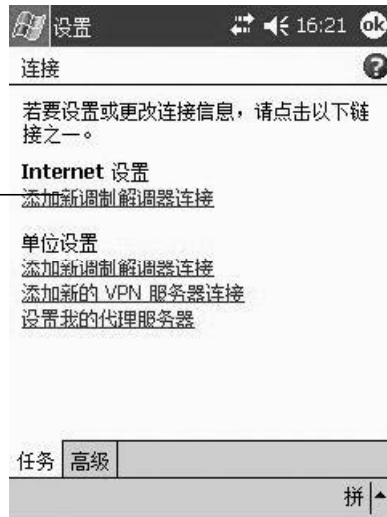 设置 16:21 ok
连接 ?
若要设置或更改连接信息，请点击以下链
接之一。
Internet 设置
添加新调制解调器连接
单位设置
添加新调制解调器连接
添加新的 VPN 服务器连接
设置我的代理服务器
任务 高级
拼